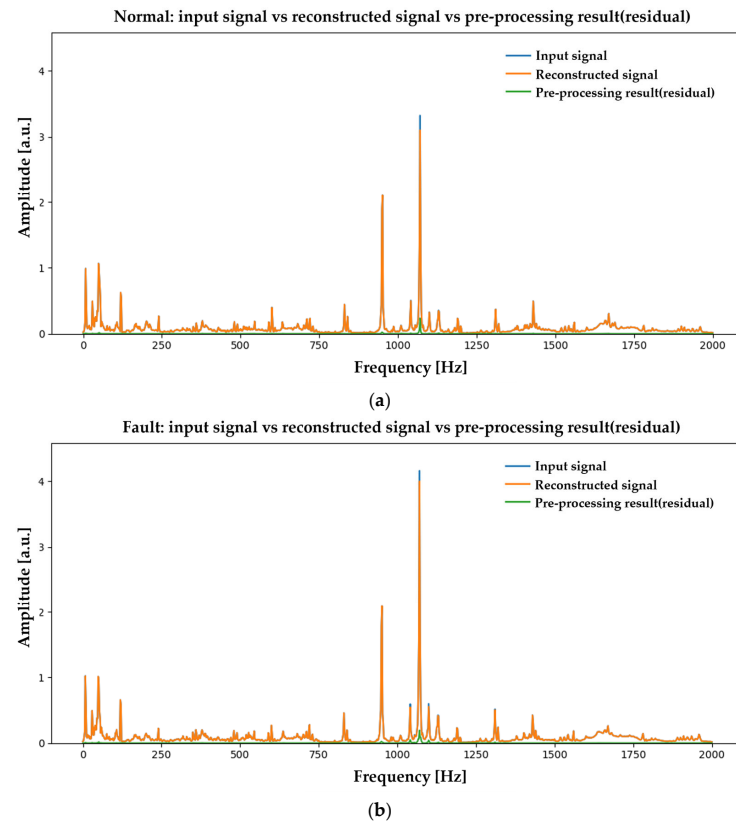 Normal: input signal vs reconstructed signal vs pre-processing result(residual)
Input signal
Reconstructed signal
Pre-processing result(residual)
4
3
2
1
0
Amplitude [a.u.]
0 250 500 750 1000 1250 1500 1750 2000
Frequency [Hz]
(a)
Fault: input signal vs reconstructed signal vs pre-processing result(residual)
Input signal
Reconstructed signal
Pre-processing result(residual)
4
3
2
1
0
Amplitude [a.u.]
0 250 500 750 1000 1250 1500 1750 2000
Frequency [Hz]
(b)